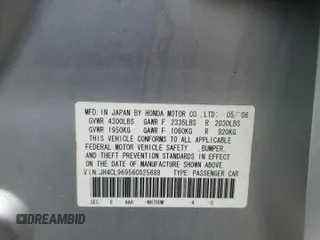 MFD. IN JAPAN BY HONDA MOTOR CO.,LTD. 05/'06
GVWR 4300LBS GAWR F 2335LBS R 2030LBS
GVWR 1950KG GAWR F 1060KG R 920KG
THIS VEHICLE CONFORMS TO ALL APPLICABLE
FEDERAL MOTOR VEHICLE SAFETY, BUMPER,
AND THEFT PREVENTION STANDARDS IN EFFECT
ON THE DATE OF MANUFACTURE SHOWN ABOVE.
V.I.N.:JH4CL96956C025688 TYPE: PASSENGER CAR
DREAMBID